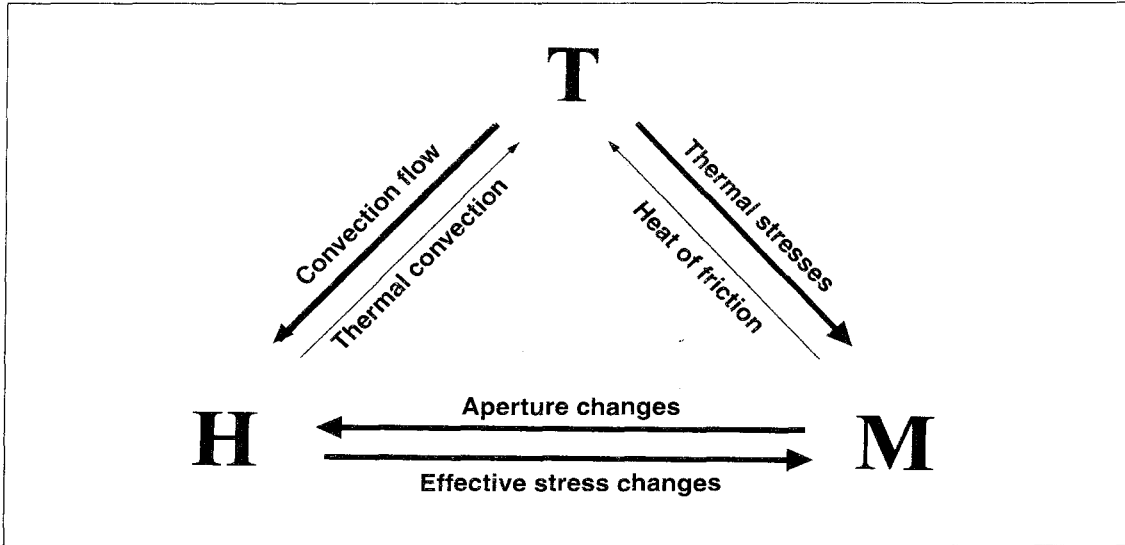 T
Convection flow
Thermal convection
Thermal stresses
Heat of friction
H
Aperture changes
M
Effective stress changes